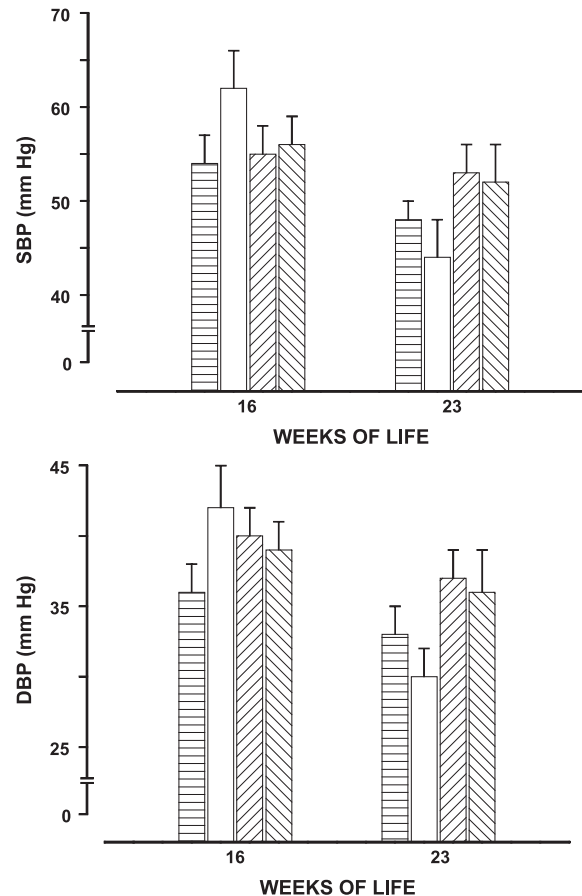 70
60
50
40
0
SBP (mm Hg)
16 23
WEEKS OF LIFE
45
35
25
0
DBP (mm Hg)
16 23
WEEKS OF LIFE